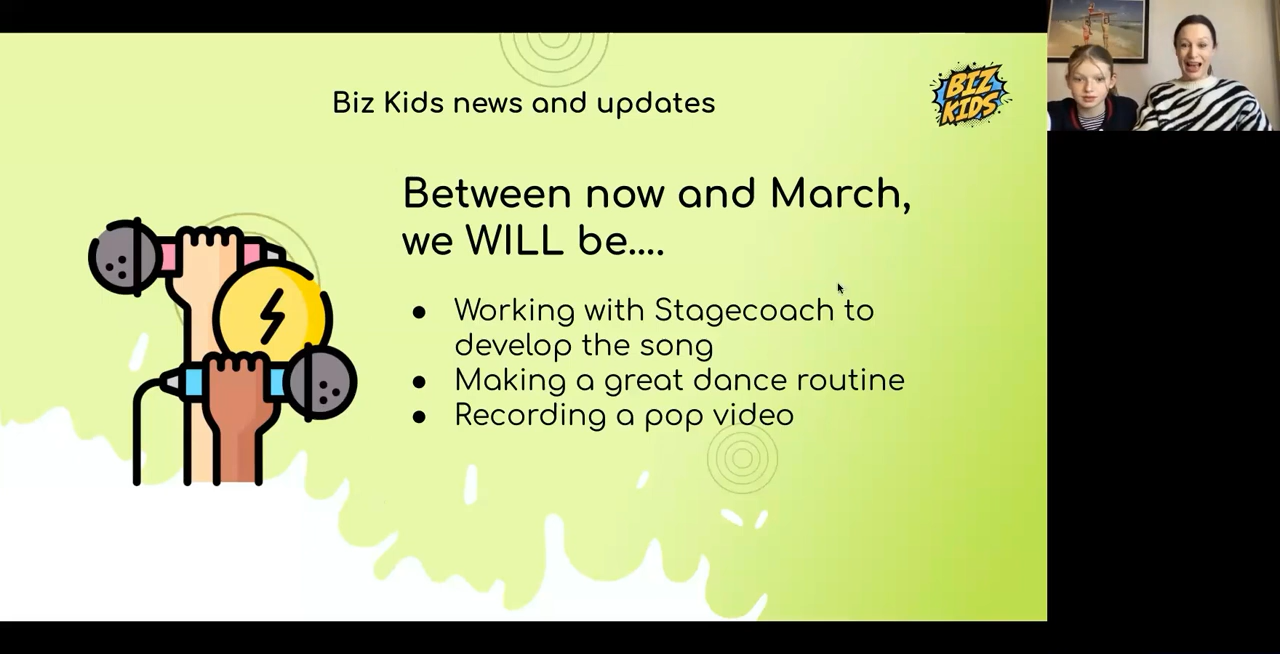 Biz Kids news and updates
BIZ
KIDS
Between now and March,
we WILL be....
● Working with Stagecoach to
develop the song
● Making a great dance routine
● Recording a pop video